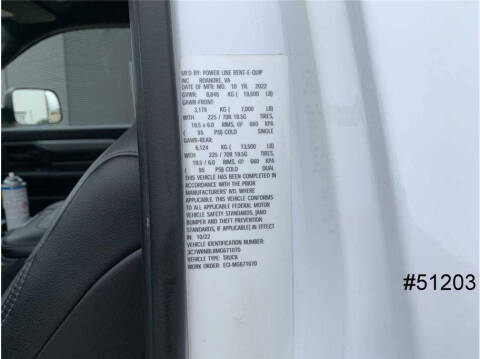 MFD BY: POWER LINE RENT-E-QUIP
INC ROANOKE, VA
DATE OF MFR: MO. 10 YR. 2022
GVWR: 8,846 KG ( 19,500 LB)
GAWR-FRONT:
3,176 KG ( 7,000 LB)
WITH 225 / 70R 19.5G TIRES,
19.5 x 6.0 RIMS, @ 660 KPA
( 95 PSI) COLD SINGLE
GAWR-REAR:
6,124 KG ( 13,500 LB)
WITH 225 / 70R 19.5G TIRES,
19.5 / 6.0 RIMS, @ 660 KPA
( 95 PSI) COLD DUAL
THIS VEHICLE HAS BEEN COMPLETED IN
ACCORDANCE WITH THE PRIOR
MANUFACTURERS' IVD, WHERE
APPLICABLE. THIS VEHICLE CONFORMS
TO ALL APPLICABLE FEDERAL MOTOR
VEHICLE SAFETY STANDARDS, [AND
BUMPER AND THEFT PREVENTION
STANDARDS, IF APPLICABLE] IN EFFECT
IN: 10/22
VEHICLE IDENTIFICATION NUMBER:
VEHICLE TYPE: TRUCK
WORK ORDER: ECI-MG671070
#51203